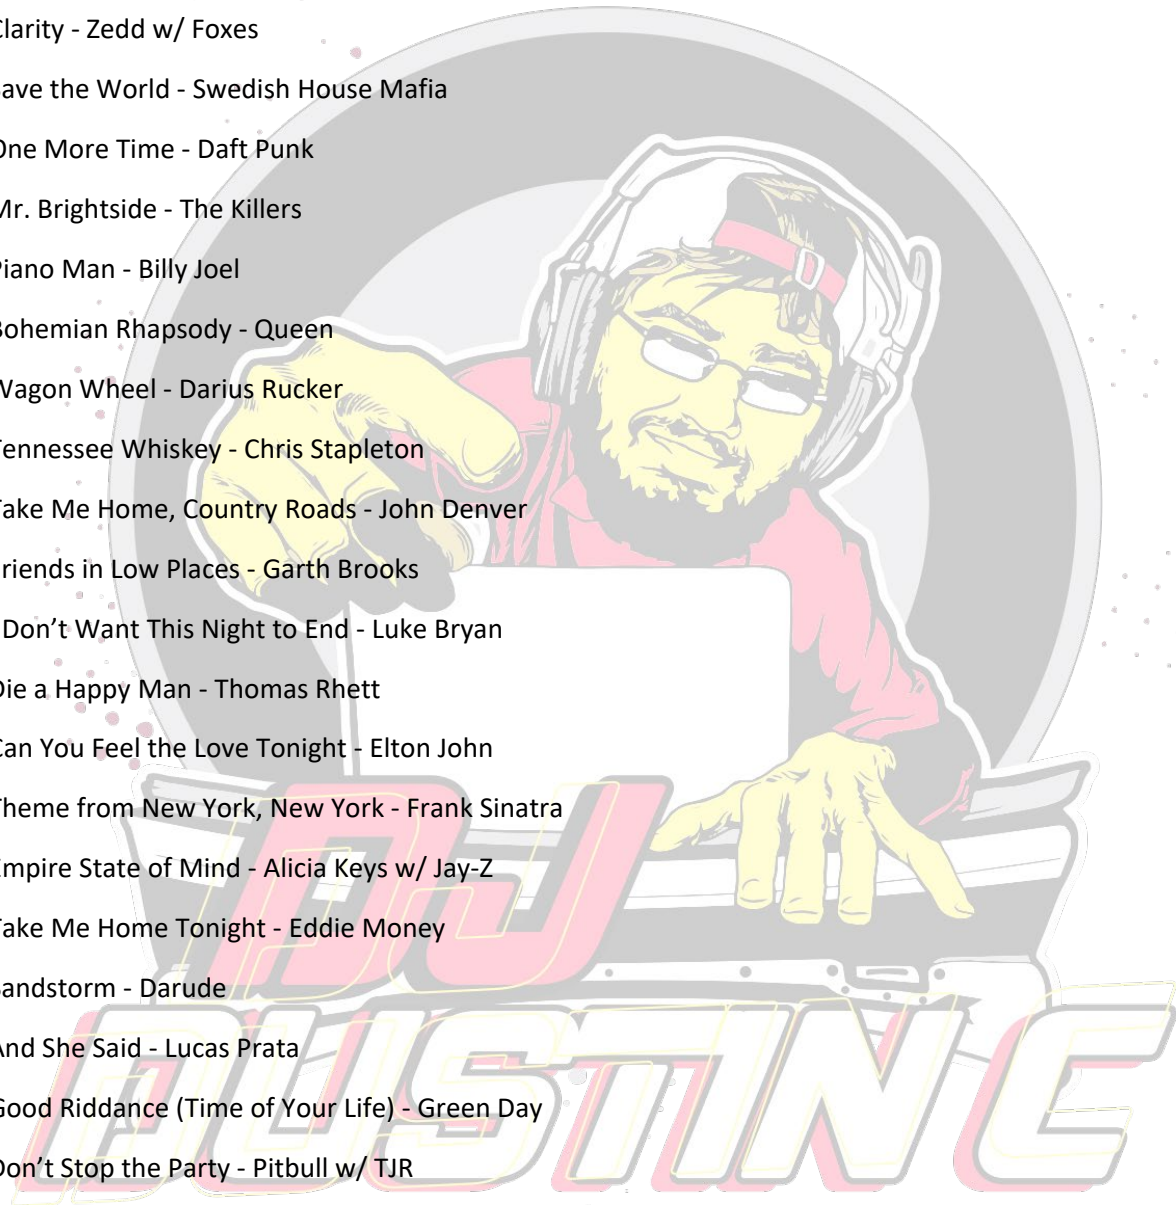 Clarity - Zedd w/ Foxes
Save the World - Swedish House Mafia
One More Time - Daft Punk
Mr. Brightside - The Killers
Piano Man - Billy Joel
Bohemian Rhapsody - Queen
Wagon Wheel - Darius Rucker
Tennessee Whiskey - Chris Stapleton
Take Me Home, Country Roads - John Denver
Friends in Low Places - Garth Brooks
Don’t Want This Night to End - Luke Bryan
Die a Happy Man - Thomas Rhett
Can You Feel the Love Tonight - Elton John
Theme from New York, New York - Frank Sinatra
Empire State of Mind - Alicia Keys w/ Jay-Z
Take Me Home Tonight - Eddie Money
Sandstorm - Darude
And She Said - Lucas Prata
Good Riddance (Time of Your Life) - Green Day
Don’t Stop the Party - Pitbull w/ TJR
DJ
DUSTIN C